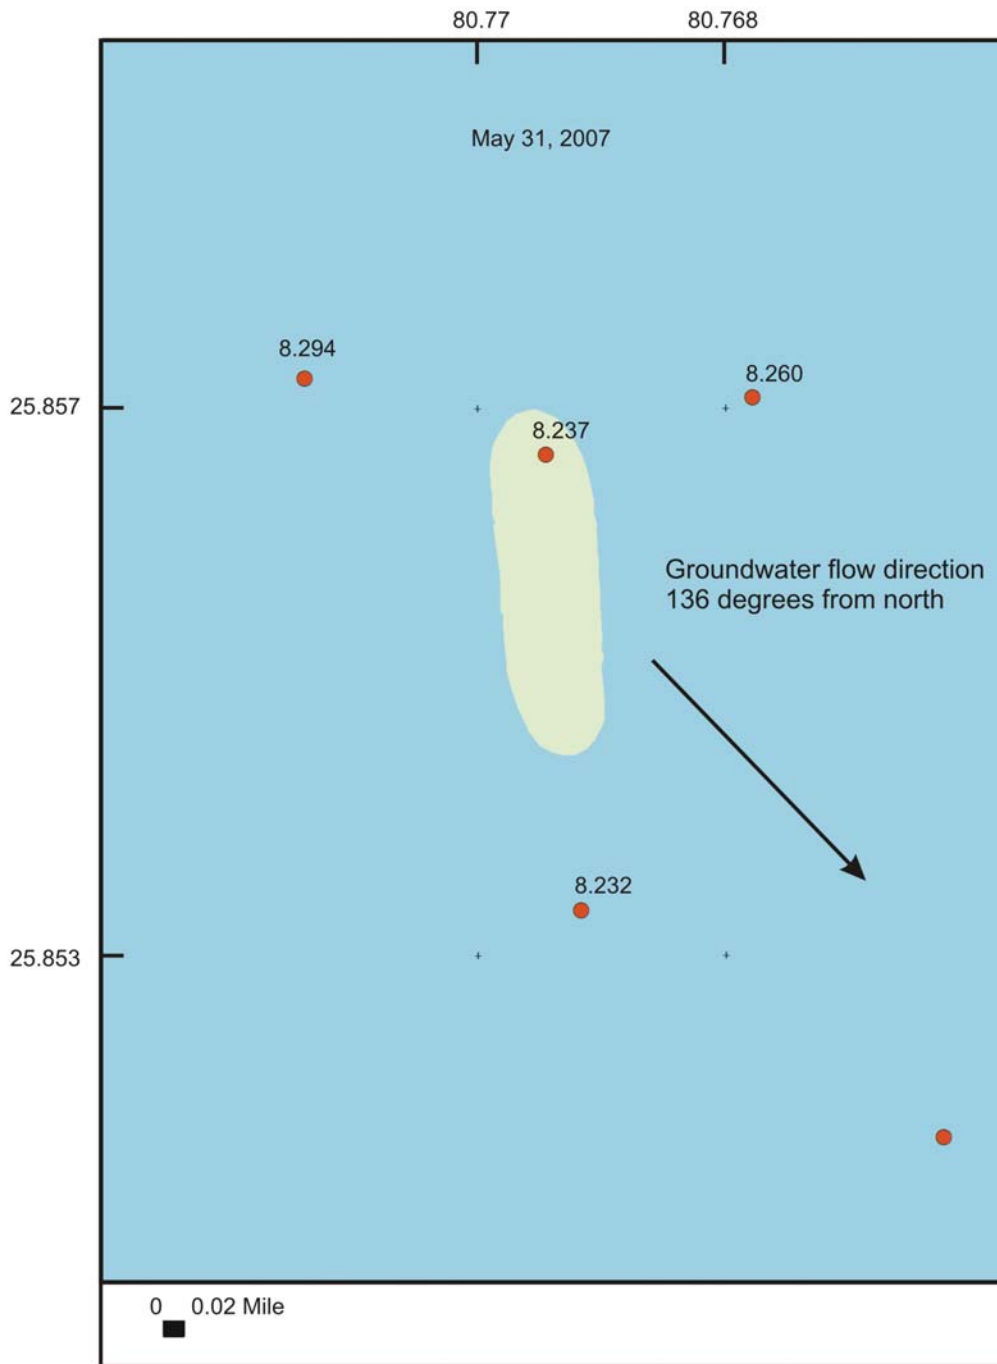 80.77
80.768
May 31, 2007
8.294
8.260
25.857
8.237
Groundwater flow direction
136 degrees from north
8.232
25.853
0 0.02 Mile